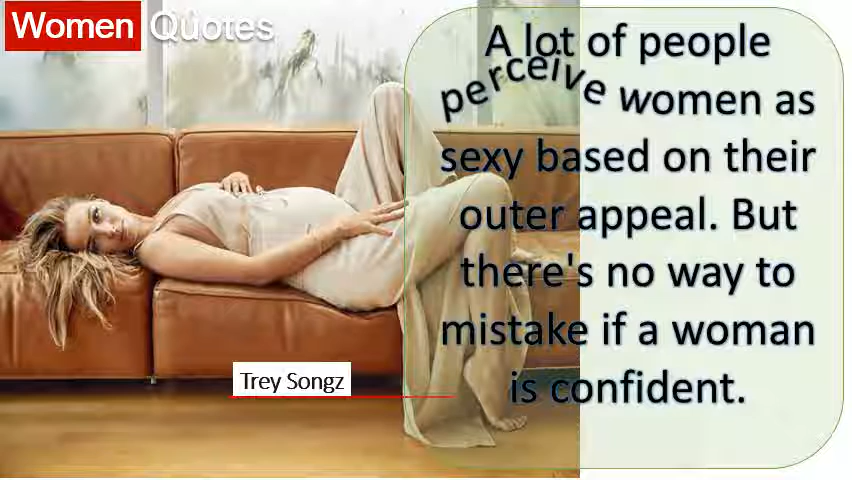 Women Quotes
A lot of people
perceive women as
sexy based on their
outer appeal. But
there's no way to
mistake if a woman
is confident.
Trey Songz